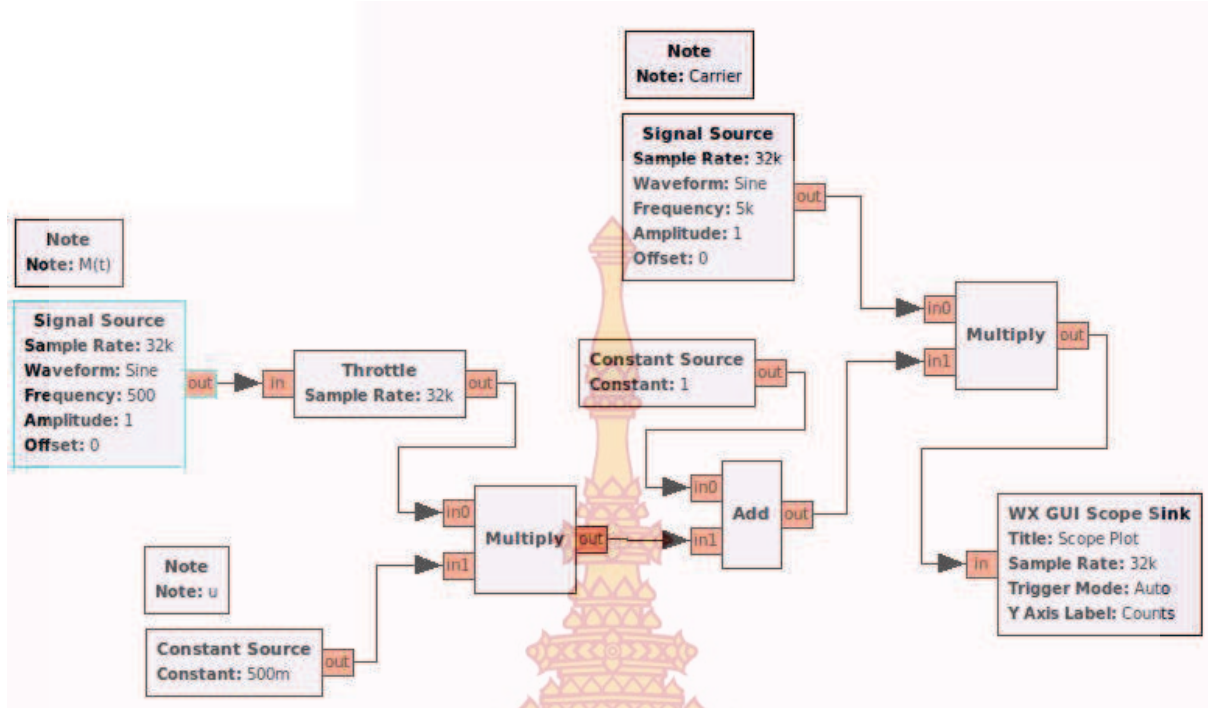 Note
Note: Carrier
Signal Source
Sample Rate: 32k
Waveform: Sine
Frequency: 5k
Amplitude: 1
Offset: 0
out
Note
Note: M(t)
Signal Source
Sample Rate: 32k
Waveform: Sine
Frequency: 500
Amplitude: 1
Offset: 0
out
in
Throttle
Sample Rate: 32k
out
Constant Source
Constant: 1
out
in0
in1
Multiply
out
in0
in1
Multiply
out
in0
in1
Add
out
Note
Note: u
Constant Source
Constant: 500m
out
in
WX GUI Scope Sink
Title: Scope Plot
Sample Rate: 32k
Trigger Mode: Auto
Y Axis Label: Counts